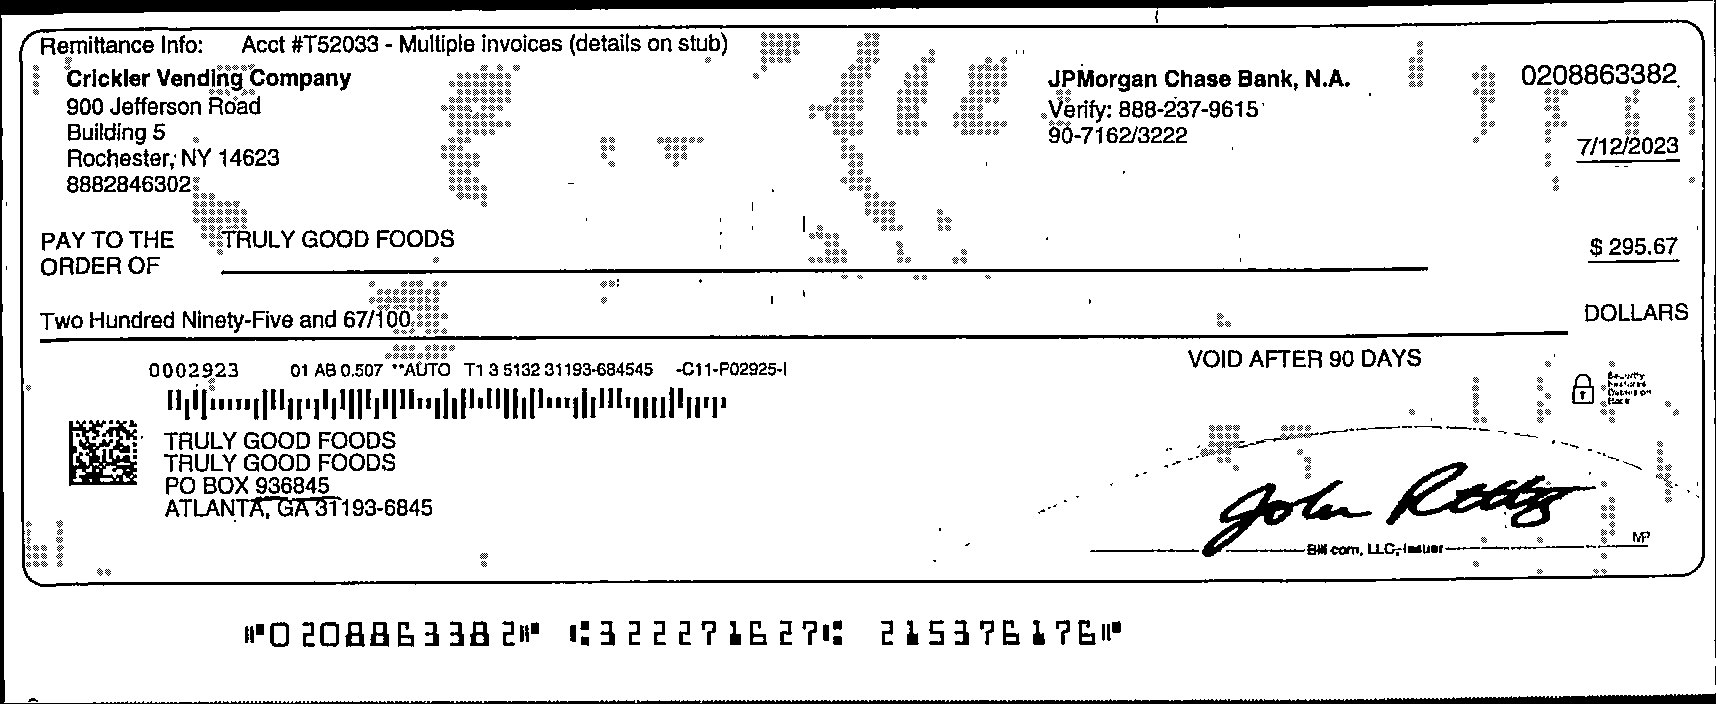 Remittance Info: Acct #T52033 - Multiple invoices (details on stub)
Crickler Vending Company
900 Jefferson Road
Building 5
Rochester, NY 14623
8882846302
JPMorgan Chase Bank, N.A.
Verify: 888-237-9615
90-7162/3222
0208863382
7/12/2023
PAY TO THE
ORDER OF
TRULY GOOD FOODS
$ 295.67
Two Hundred Ninety-Five and 67/100
DOLLARS
0002923 01 AB 0.507 **AUTO T1 3 5132 31193-684545 -C11-P02925-I
VOID AFTER 90 DAYS
Security
Features
Details on
Back
TRULY GOOD FOODS
TRULY GOOD FOODS
PO BOX 936845
ATLANTA, GA 31193-6845
John
Bill.com, LLC, Issuer
MP
⑈0208863382⑈ ⑆322271627⑆ 215376176⑈